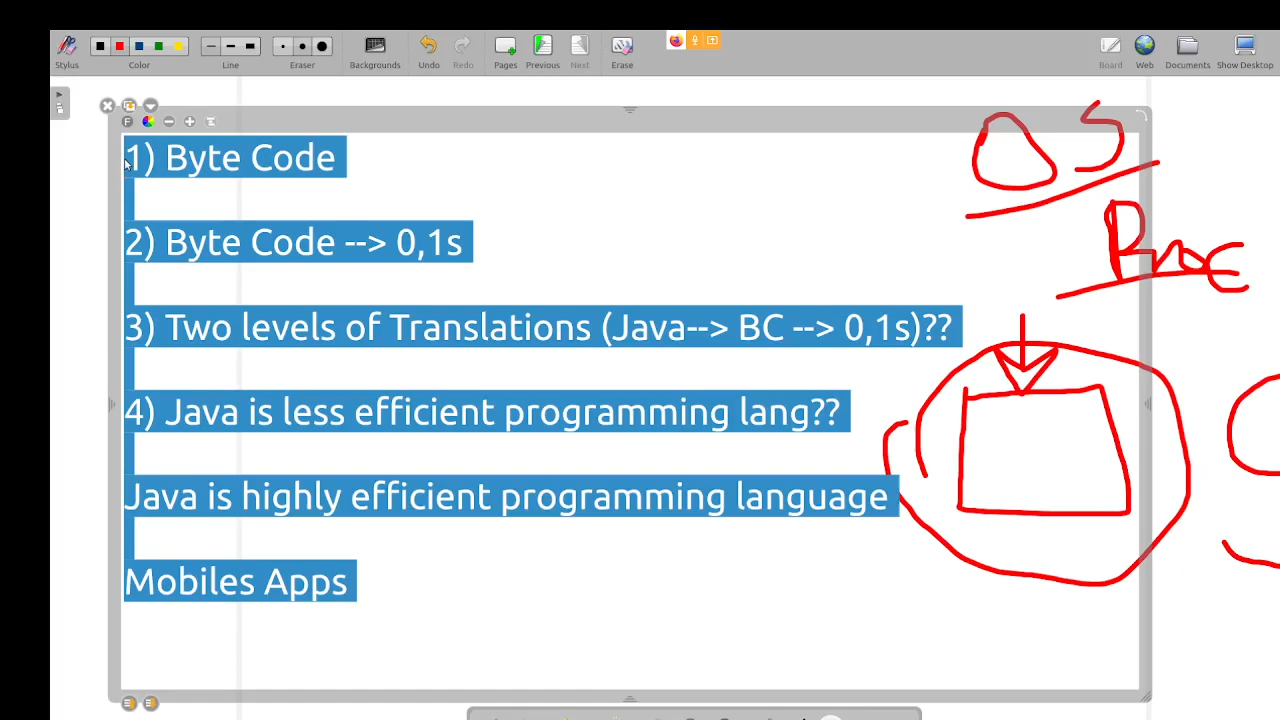 Stylus
Color
Line
Eraser
Backgrounds
Undo
Redo
Pages
Previous
Next
Erase
Board
Web
Documents
Show Desktop
1) Byte Code
2) Byte Code --> 0,1s
3) Two levels of Translations (Java--> BC --> 0,1s)??
4) Java is less efficient programming lang??
Java is highly efficient programming language
Mobiles Apps
OS
Proc